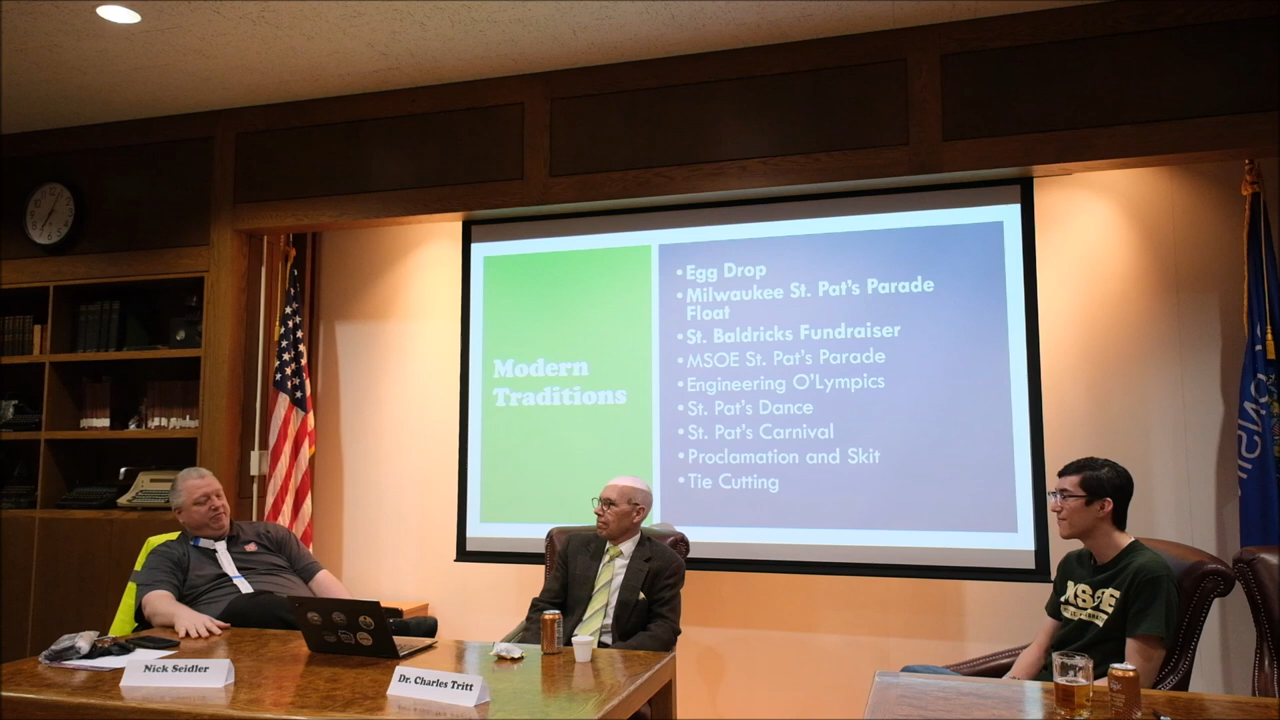 Modern
Traditions
•Egg Drop
•Milwaukee St. Pat's Parade
Float
•St. Baldricks Fundraiser
•MSOE St. Pat's Parade
•Engineering O'Lympics
•St. Pat's Dance
•St. Pat's Carnival
•Proclamation and Skit
•Tie Cutting
Nick Seidler
Dr. Charles Tritt
MSOE